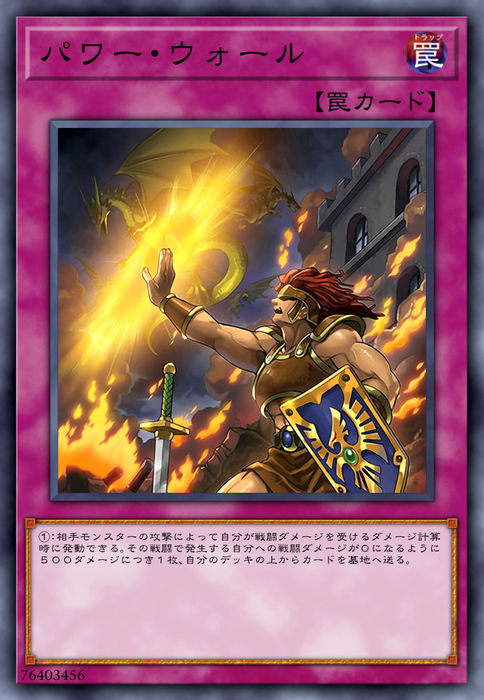 パワー・ウォール
トラップ
罠
【罠カード】
①:相手モンスターの攻撃によって自分が戦闘ダメージを受けるダメージ計算
時に発動できる。その戦闘で発生する自分への戦闘ダメージが０になるように
５００ダメージにつき１枚、自分のデッキの上からカードを墓地へ送る。
76403456